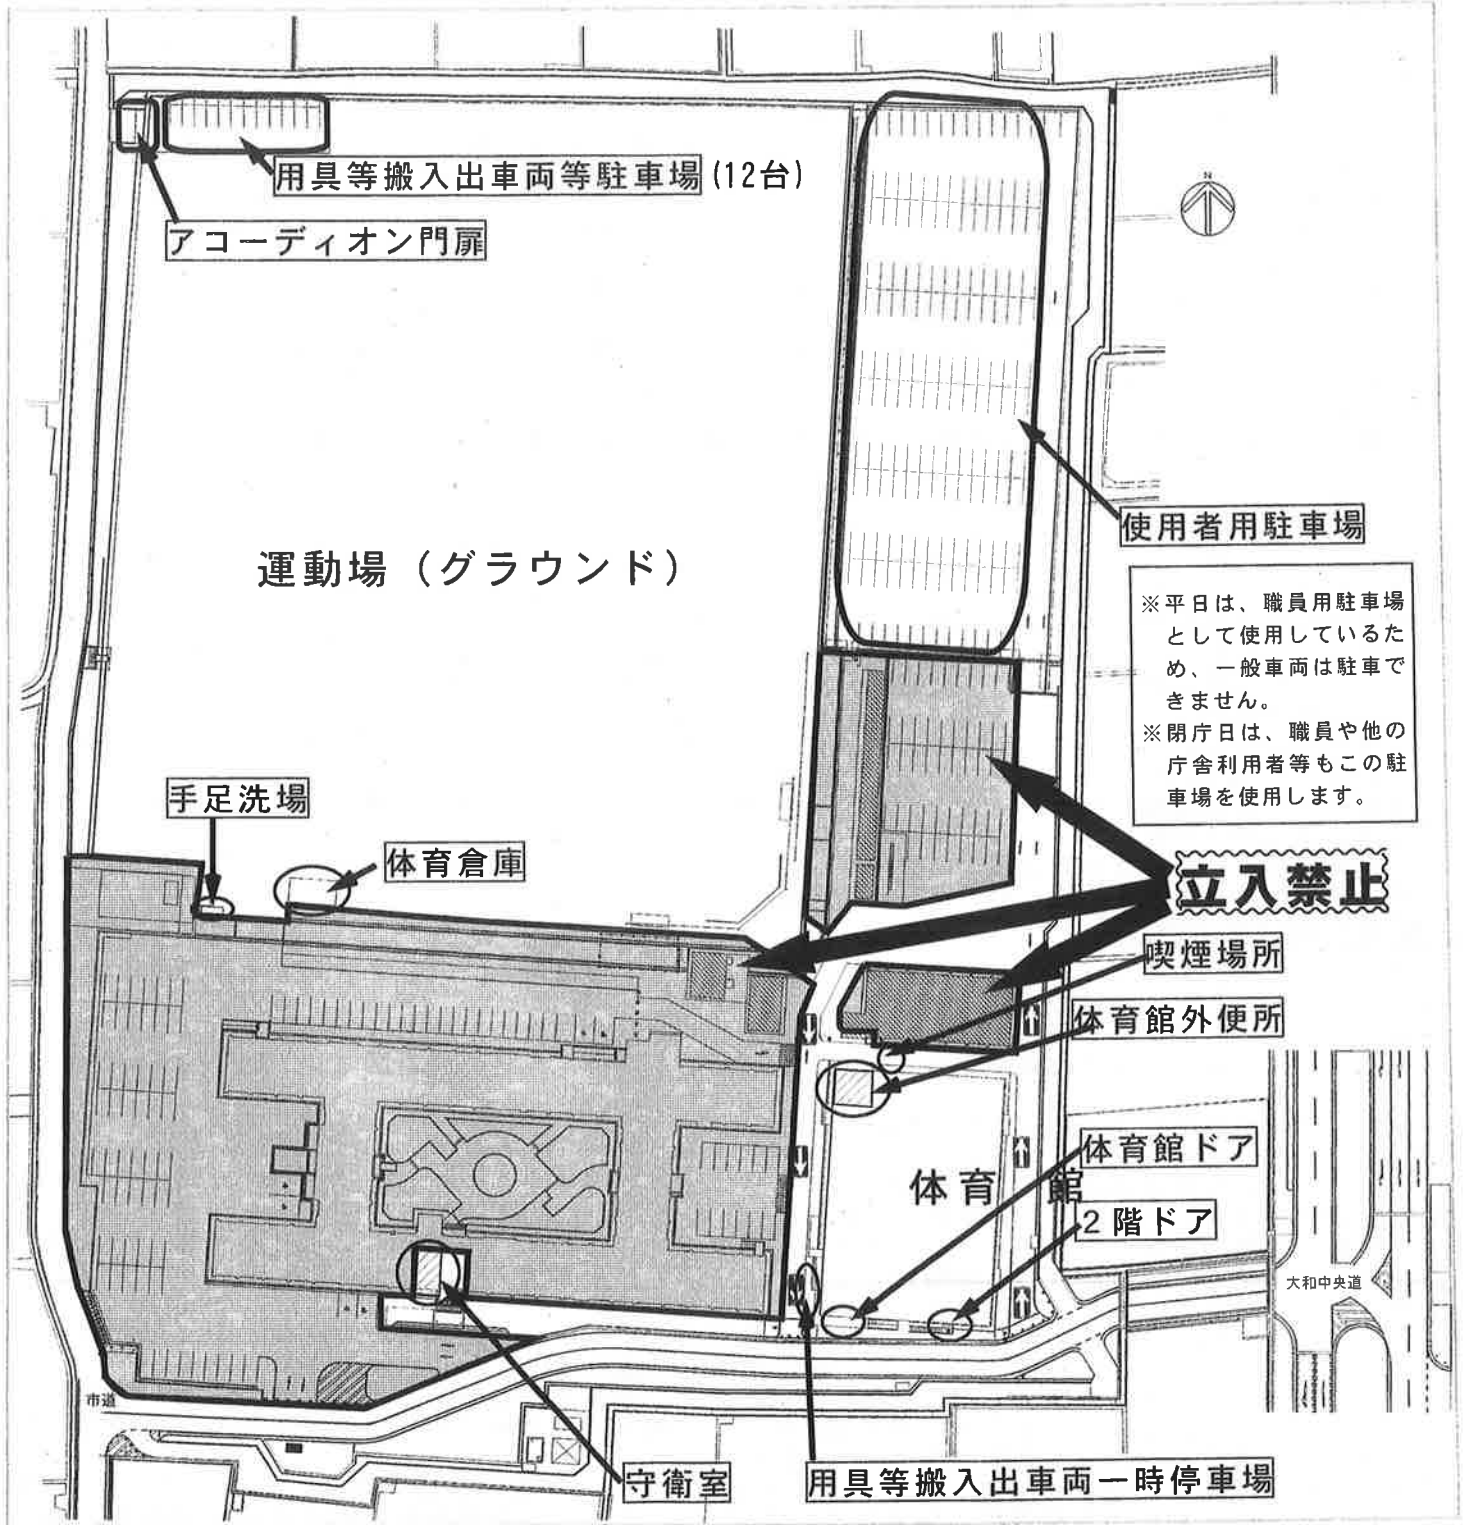 用具等搬入出車両等駐車場(12台)
N
アコーディオン門扉
使用者用駐車場
運動場(グラウンド)
※平日は、職員用駐車場
として使用しているた
め、一般車両は駐車で
きません。
※閉庁日は、職員や他の
庁舎利用者等もこの駐
車場を使用します。
手足洗場
体育倉庫
立入禁止
喫煙場所
体育館外便所
体育館ドア
体育館
2階ドア
大和中央道
市道
守衛室
用具等搬入出車両一時停車場